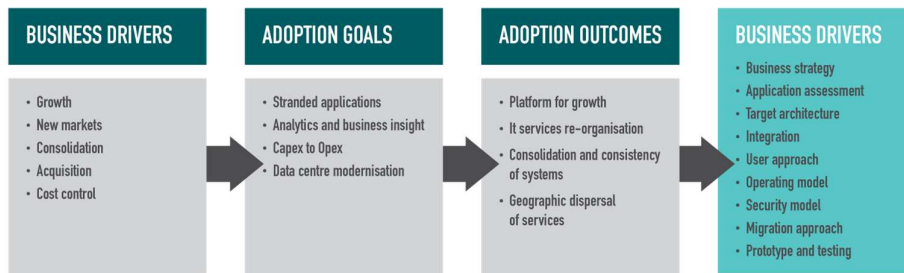 BUSINESS DRIVERS
• Growth
• New markets
• Consolidation
• Acquisition
• Cost control
ADOPTION GOALS
• Stranded applications
• Analytics and business insight
• Capex to Opex
• Data centre modernisation
ADOPTION OUTCOMES
• Platform for growth
• It services re-organisation
• Consolidation and consistency
of systems
• Geographic dispersal
of services
BUSINESS DRIVERS
• Business strategy
• Application assessment
• Target architecture
• Integration
• User approach
• Operating model
• Security model
• Migration approach
• Prototype and testing